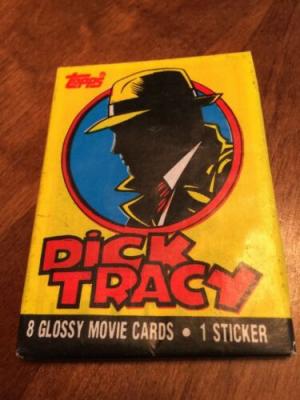 Topps®
DICK
TRACY
8 GLOSSY MOVIE CARDS • 1 STICKER